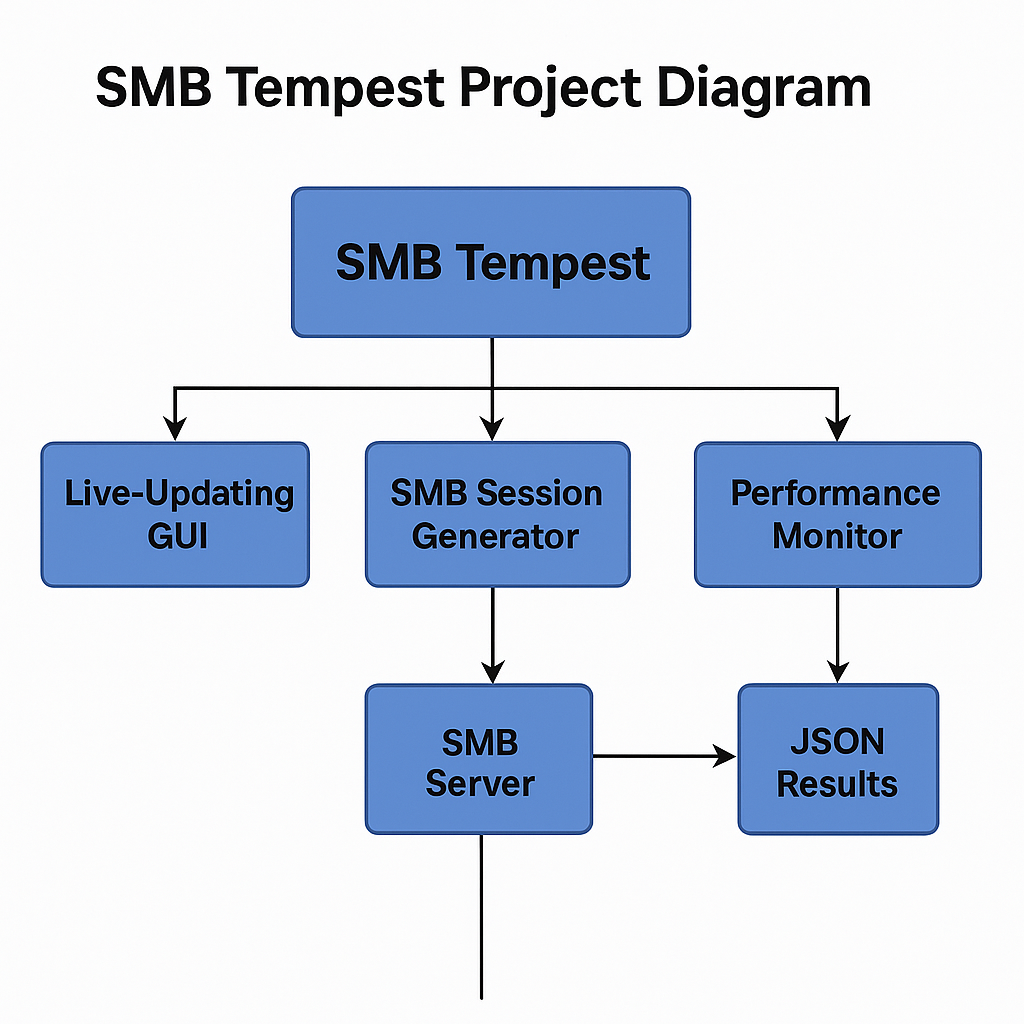 SMB Tempest Project Diagram
SMB Tempest
Live-Updating
GUI
SMB Session
Generator
Performance
Monitor
SMB
Server
JSON
Results